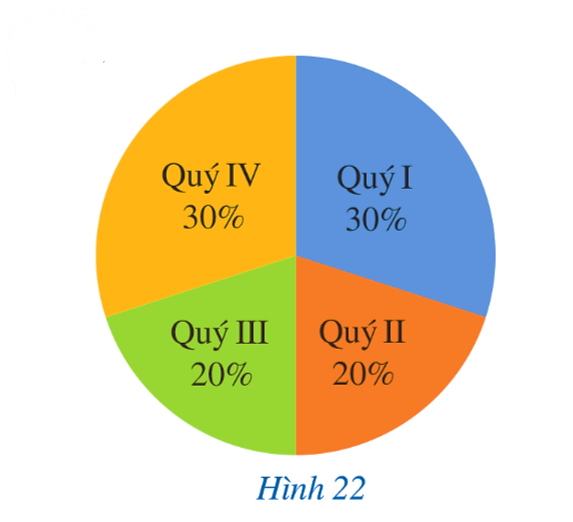 Quý IV
30%
Quý I
30%
Quý III
20%
Quý II
20%
Hình 22